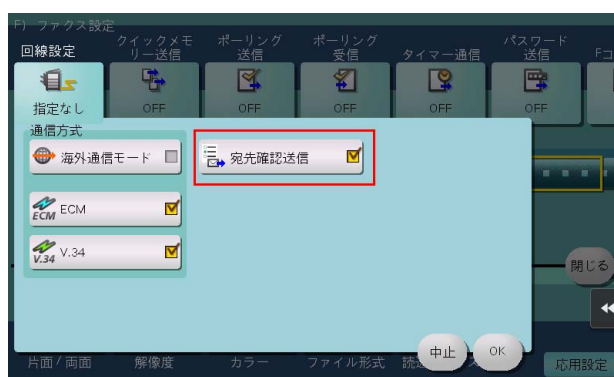 F) ファクス設定
回線設定
クイックメモ
リー送信
ポーリング
送信
ポーリング
受信
タイマー通信
パスワード
送信
Fコ
指定なし
OFF
OFF
OFF
OFF
OFF
通信方式
海外通信モード
宛先確認送信
ECM
ECM
V.34
V.34
閉じる
中止
OK
片面 / 両面
解像度
カラー
ファイル形式
応用設定